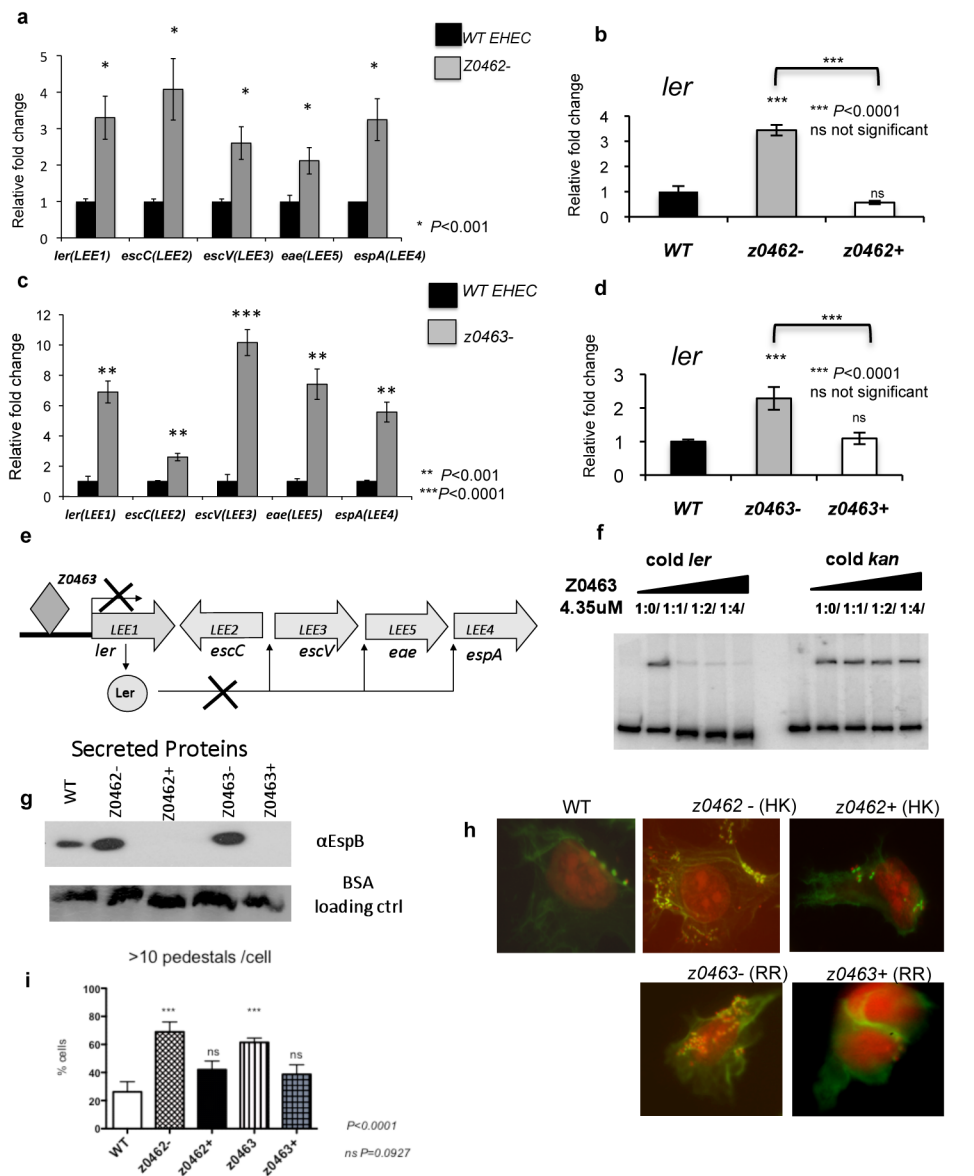 a
WT EHEC
Z0462-
Relative fold change
5
4
3
2
1
0
* * * * *
ler(LEE1) escC(LEE2) escV(LEE3) eae(LEE5) espA(LEE4)
* P<0.001
b
ler
***
***
*** P<0.0001
ns not significant
ns
Relative fold change
4
3
2
1
0
WT z0462- z0462+
c
WT EHEC
z0463-
Relative fold change
12
10
8
6
4
2
0
** ** *** ** **
ler(LEE1) escC(LEE2) escV(LEE3) eae(LEE5) espA(LEE4)
** P<0.001
***P<0.0001
d
ler
***
***
*** P<0.0001
ns not significant
ns
Relative fold change
3
2
1
0
WT z0463- z0463+
e
Z0463
LEE1 LEE2 LEE3 LEE5 LEE4
ler escC escV eae espA
Ler
f
cold ler cold kan
Z0463
4.35uM 1:0/ 1:1/ 1:2/ 1:4/ 1:0/ 1:1/ 1:2/ 1:4/
g
Secreted Proteins
WT Z0462- Z0462+ Z0463- Z0463+
αEspB
BSA
loading ctrl
h
WT z0462 - (HK) z0462+ (HK)
z0463- (RR) z0463+ (RR)
i
>10 pedestals /cell
% cells
100
80
60
40
20
0
*** ns *** ns
WT z0462- z0462+ z0463 z0463+
P<0.0001
ns P=0.0927